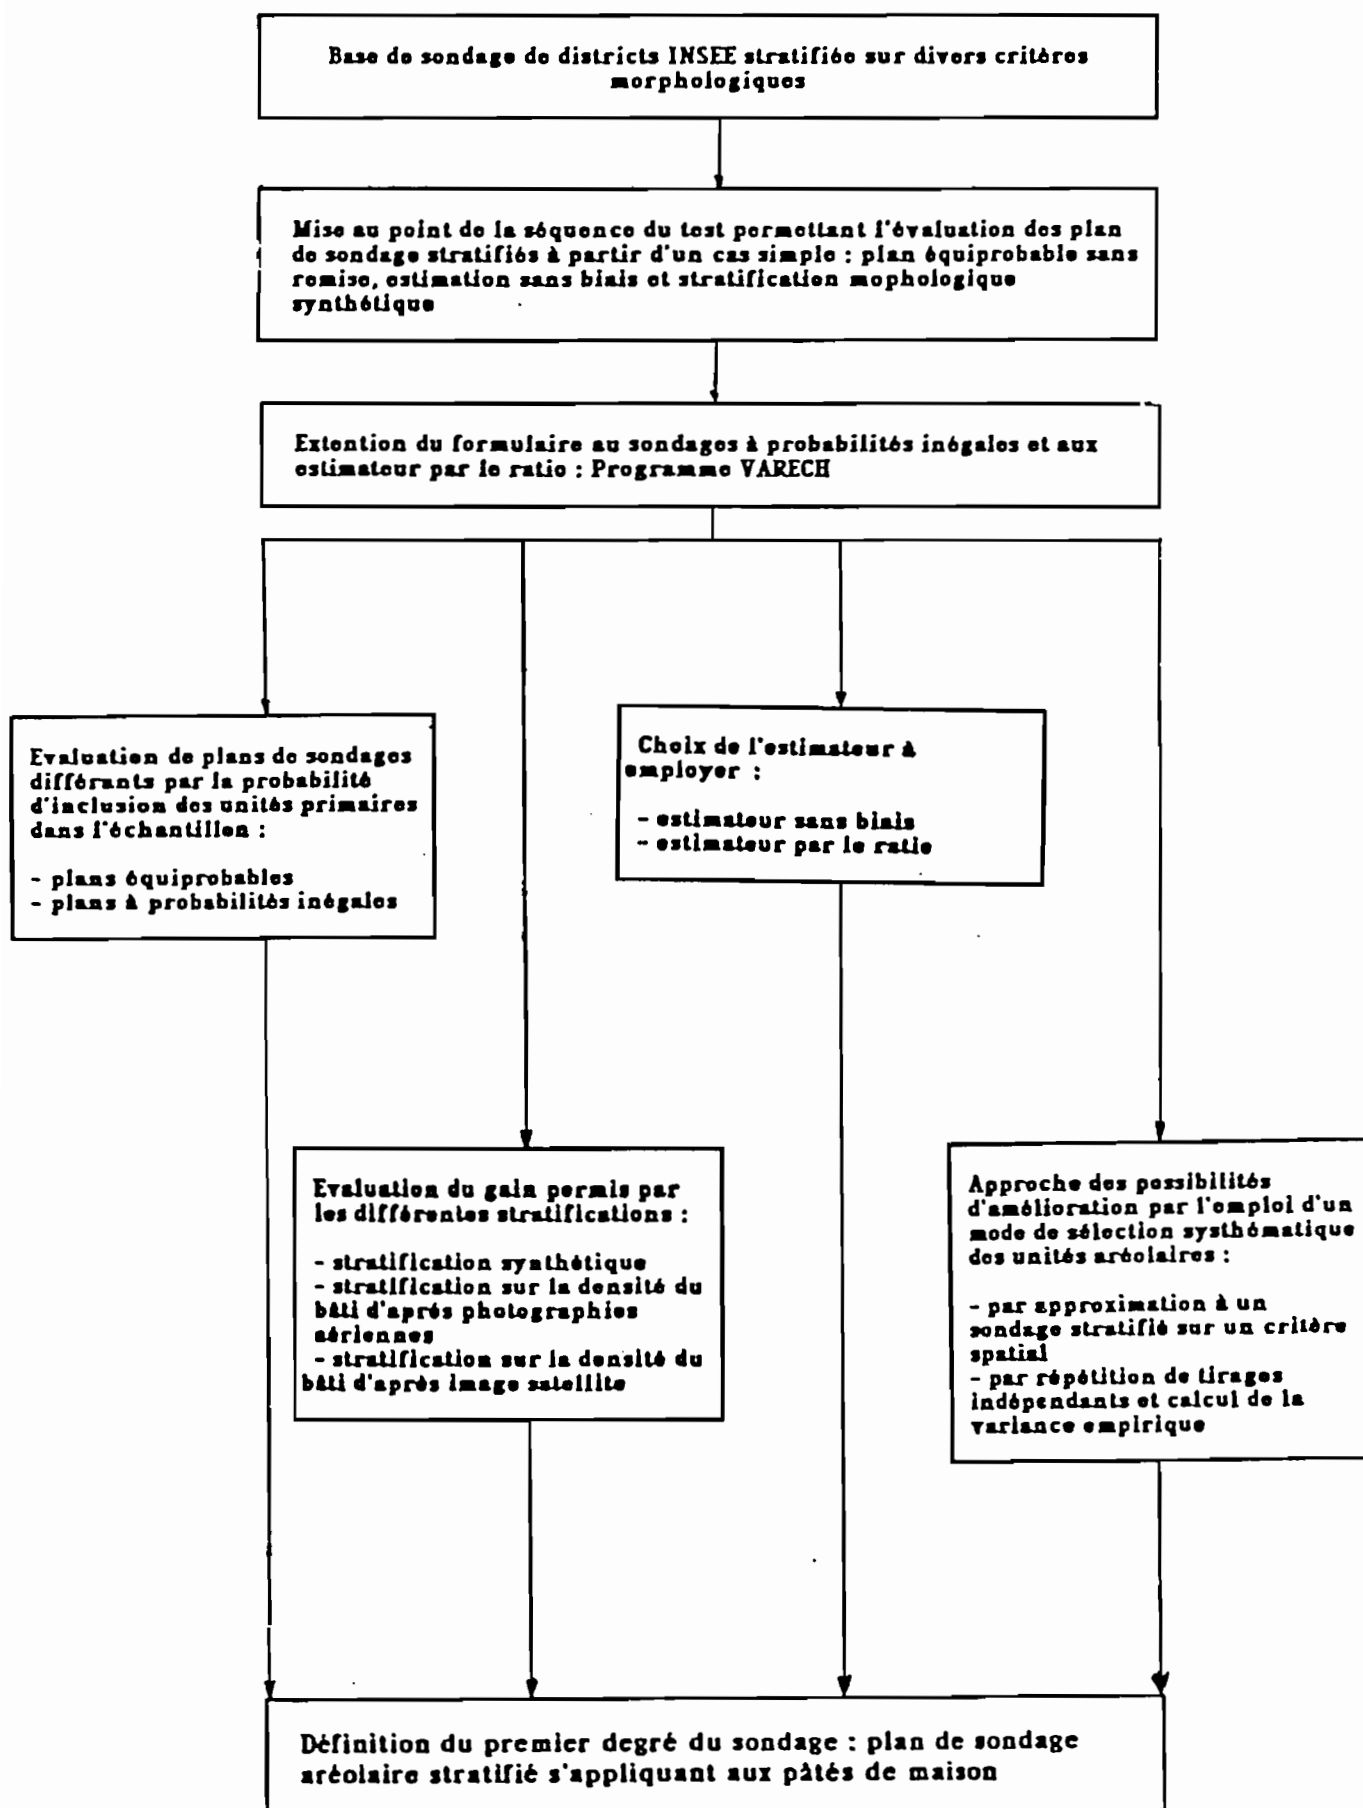 Base de sondage de districts INSEE stratifiée sur divers critères
morphologiques
Mise au point de la séquence du test permettant l'évaluation des plan
de sondage stratifiés à partir d'un cas simple : plan équiprobable sans
remise, estimation sans biais et stratification mophologique
synthétique
Extention du formulaire au sondages à probabilités inégales et aux
estimateur par le ratio : Programme VARECH
Evaluation de plans de sondages
différants par la probabilité
d'inclusion des unités primaires
dans l'échantillon :
- plans équiprobables
- plans à probabilités inégales
Choix de l'estimateur à
employer :
- estimateur sans biais
- estimateur par le ratio
Evaluation du gain permis par
les différentes stratifications :
- stratification synthétique
- stratification sur la densité du
bâti d'après photographies
aériennes
- stratification sur la densité du
bâti d'après image satellite
Approche des possibilités
d'amélioration par l'emploi d'un
mode de sélection systhématique
des unités aréolaires :
- par approximation à un
sondage stratifié sur un critère
spatial
- par répétition de tirages
indépendants et calcul de la
variance empirique
Définition du premier degré du sondage : plan de sondage
aréolaire stratifié s'appliquant aux pâtés de maison